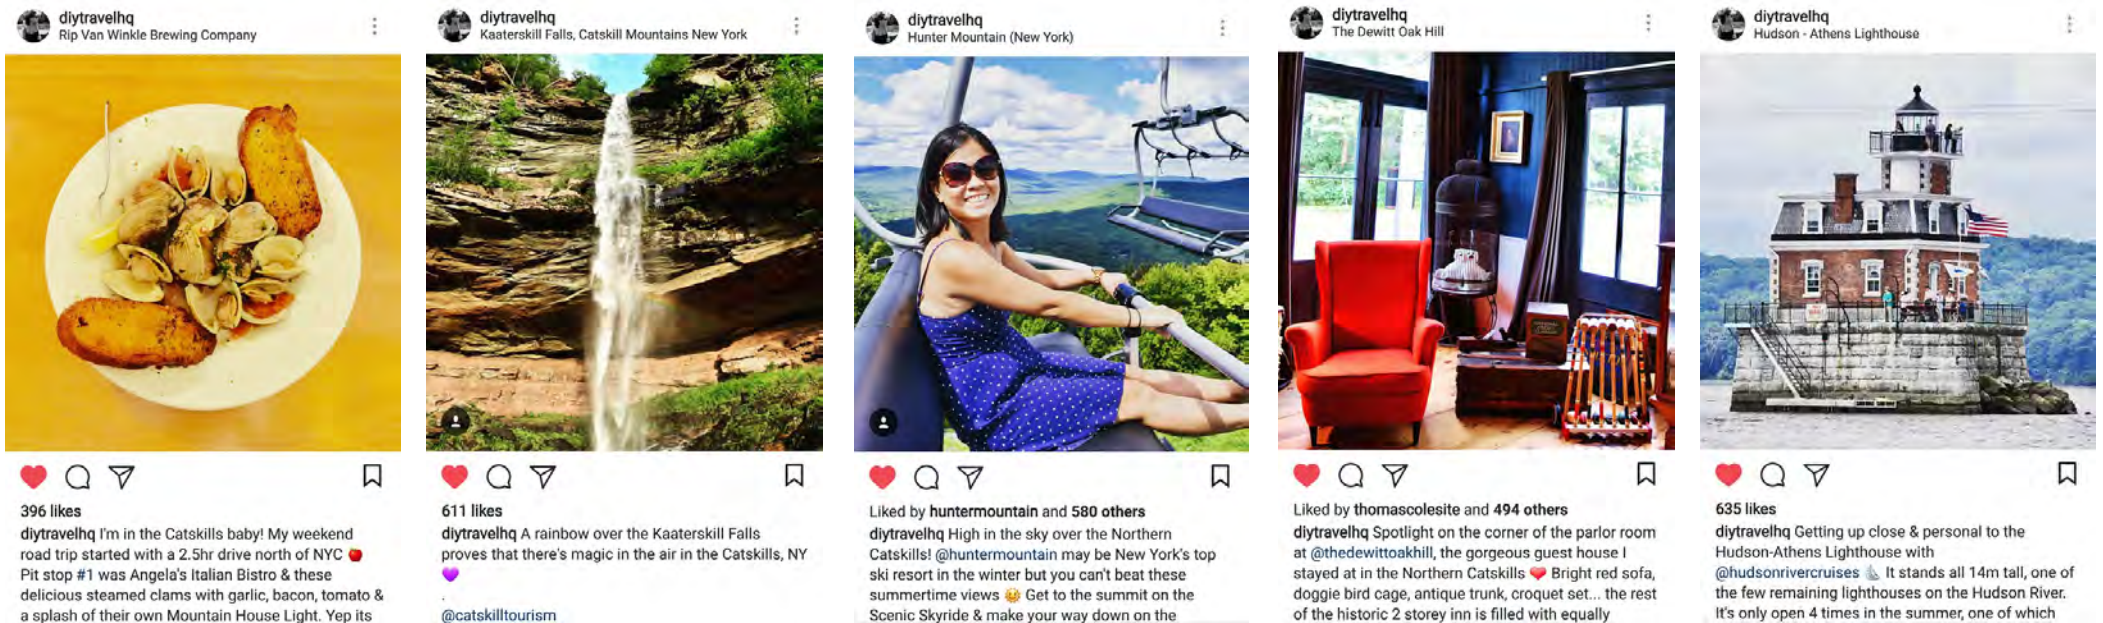 diytravelhq
Rip Van Winkle Brewing Company
396 likes
diytravelhq I'm in the Catskills baby! My weekend
road trip started with a 2.5hr drive north of NYC 🍎
Pit stop #1 was Angela's Italian Bistro & these
delicious steamed clams with garlic, bacon, tomato &
a splash of their own Mountain House Light. Yep its
diytravelhq
Kaaterskill Falls, Catskill Mountains New York
611 likes
diytravelhq A rainbow over the Kaaterskill Falls
proves that there's magic in the air in the Catskills, NY
💜
.
@catskilltourism
diytravelhq
Hunter Mountain (New York)
Liked by huntermountain and 580 others
diytravelhq High in the sky over the Northern
Catskills! @huntermountain may be New York's top
ski resort in the winter but you can't beat these
summertime views 🌞 Get to the summit on the
Scenic Skyride & make your way down on the
diytravelhq
The Dewitt Oak Hill
Liked by thomascolesite and 494 others
diytravelhq Spotlight on the corner of the parlor room
at @thedewittoakhill, the gorgeous guest house I
stayed at in the Northern Catskills ❤️ Bright red sofa,
doggie bird cage, antique trunk, croquet set... the rest
of the historic 2 storey inn is filled with equally
diytravelhq
Hudson - Athens Lighthouse
635 likes
diytravelhq Getting up close & personal to the
Hudson-Athens Lighthouse with
@hudsonrivercruises ⛵ It stands all 14m tall, one of
the few remaining lighthouses on the Hudson River.
It's only open 4 times in the summer, one of which